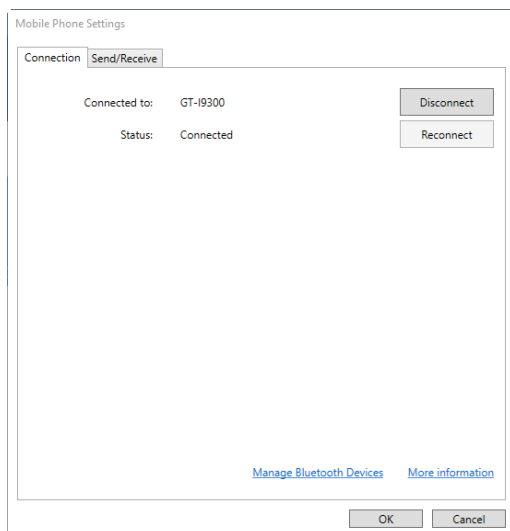 Mobile Phone Settings
Connection Send/Receive
Connected to: GT-I9300 Disconnect
Status: Connected Reconnect
Manage Bluetooth Devices More information
OK Cancel